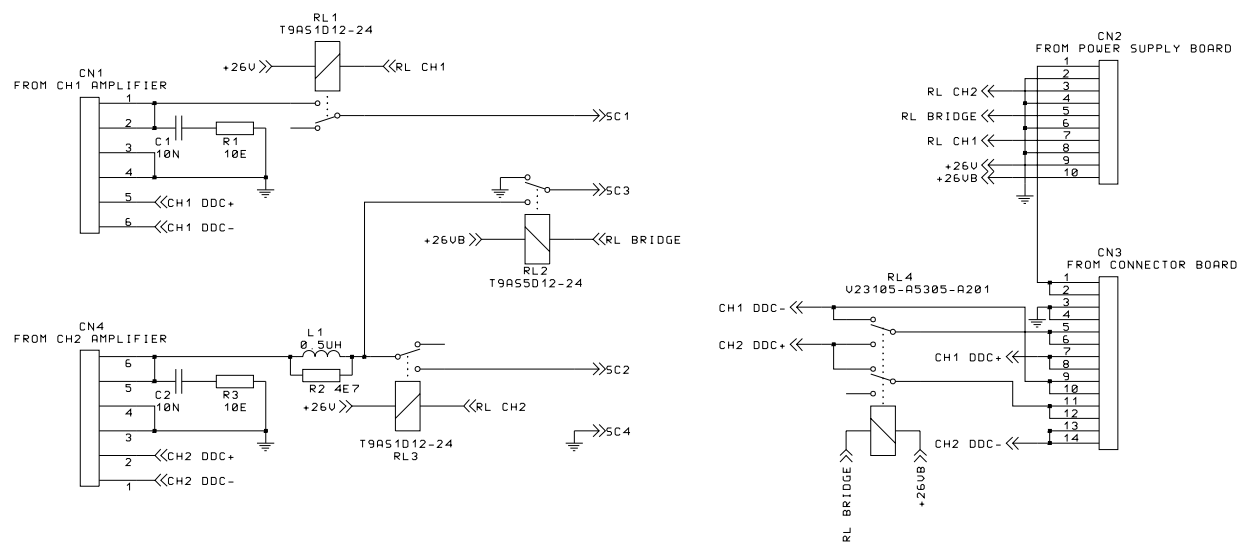 RL1
T9AS1D12-24
+26V
RL CH1
CN1
FROM CH1 AMPLIFIER
1
2
3
4
5
6
C1
10N
R1
10E
CH1 DDC+
CH1 DDC-
SC1
SC3
+26VB
RL BRIDGE
RL2
T9AS5D12-24
CN4
FROM CH2 AMPLIFIER
6
5
4
3
2
1
C2
10N
R3
10E
CH2 DDC+
CH2 DDC-
L1
0.5UH
R2 4E7
+26V
RL CH2
T9AS1D12-24
RL3
SC2
SC4
CN2
FROM POWER SUPPLY BOARD
1
2
3
4
5
6
7
8
9
10
RL CH2
RL BRIDGE
RL CH1
+26V
+26VB
CN3
FROM CONNECTOR BOARD
1
2
3
4
5
6
7
8
9
10
11
12
13
14
RL4
V23105-A5305-A201
CH1 DDC-
CH2 DDC+
CH1 DDC+
CH2 DDC-
RL BRIDGE
+26VB